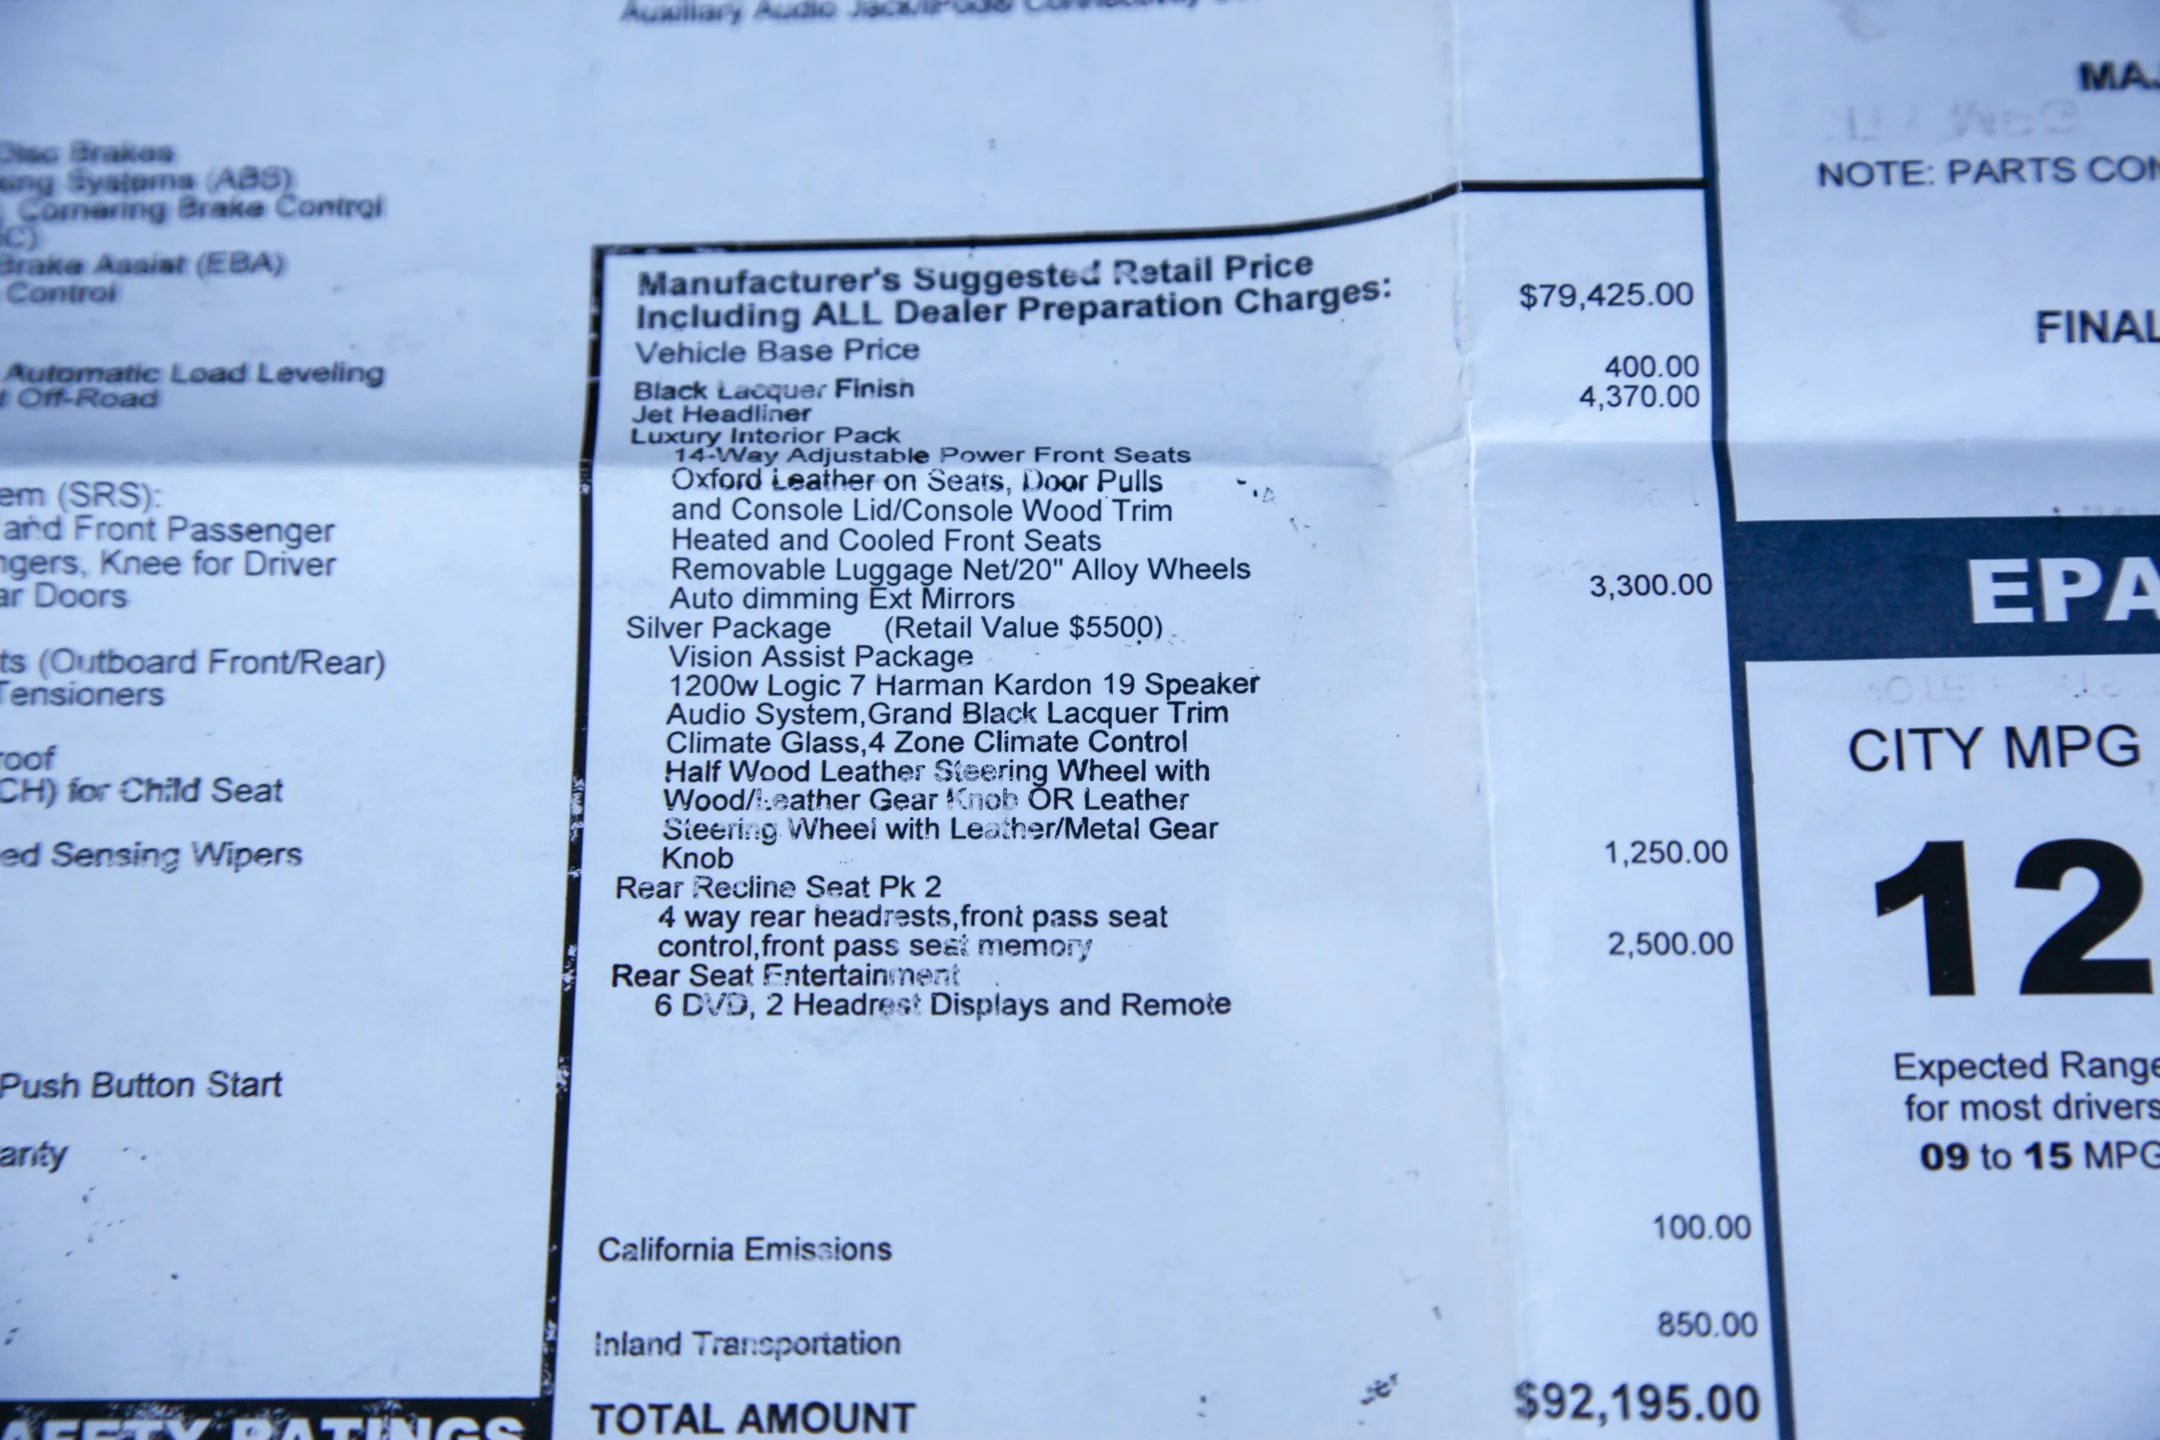 Auxiliary Audio Jack/iPod® Connectivity
Disc Brakes
Systems (ABS)
Cornering Brake Control
Brake Assist (EBA)
Control
Automatic Load Leveling
Off-Road
(SRS):
and Front Passenger
Knee for Driver
Doors
(Outboard Front/Rear)
Tensioners
for Child Seat
Sensing Wipers
Push Button Start
Manufacturer's Suggested Retail Price
Including ALL Dealer Preparation Charges:
Vehicle Base Price $79,425.00
Black Lacquer Finish
Jet Headliner 400.00
Luxury Interior Pack 4,370.00
14-Way Adjustable Power Front Seats
Oxford Leather on Seats, Door Pulls
and Console Lid/Console Wood Trim
Heated and Cooled Front Seats
Removable Luggage Net/20" Alloy Wheels
Auto dimming Ext Mirrors
Silver Package (Retail Value $5500) 3,300.00
Vision Assist Package
1200w Logic 7 Harman Kardon 19 Speaker
Audio System,Grand Black Lacquer Trim
Climate Glass,4 Zone Climate Control
Half Wood Leather Steering Wheel with
Wood/Leather Gear Knob OR Leather
Steering Wheel with Leather/Metal Gear
Knob
Rear Recline Seat Pk 2 1,250.00
4 way rear headrests,front pass seat
control,front pass seat memory
Rear Seat Entertainment 2,500.00
6 DVD, 2 Headrest Displays and Remote
California Emissions 100.00
Inland Transportation 850.00
TOTAL AMOUNT $92,195.00
NOTE: PARTS
FINAL
EPA
CITY MPG
12
Expected Range
for most drivers
09 to 15 MPG
RATINGS